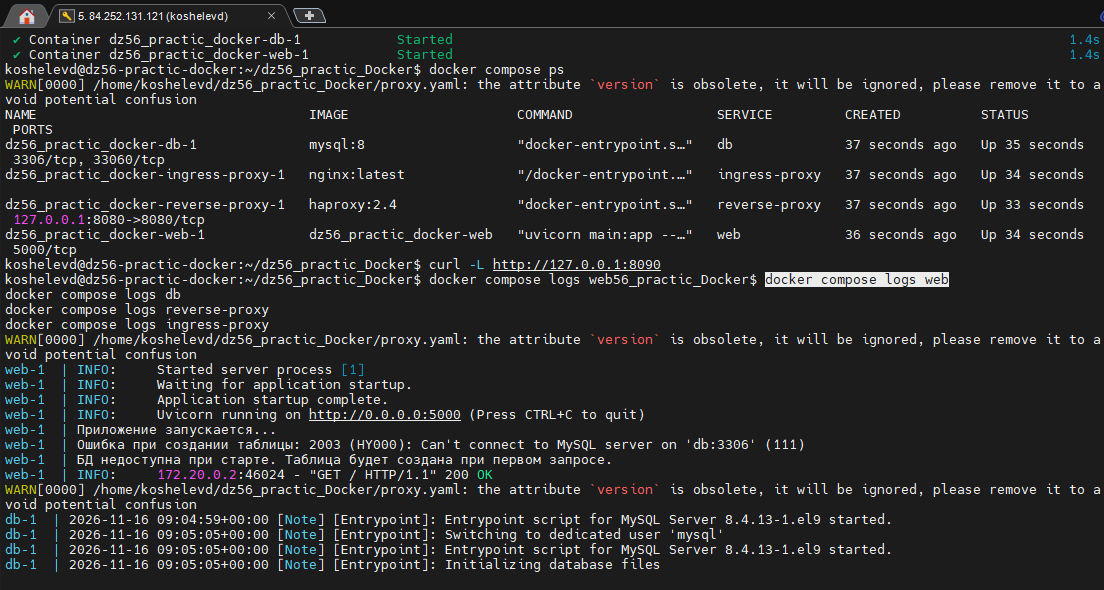 5. 84.252.131.121 (koshelevd)
✔ Container dz56_practic_docker-db-1 Started 1.4s
✔ Container dz56_practic_docker-web-1 Started 1.4s
koshelevd@dz56-practic-docker:~/dz56_practic_Docker$ docker compose ps
WARN[0000] /home/koshelevd/dz56_practic_Docker/proxy.yaml: the attribute `version` is obsolete, it will be ignored, please remove it to a
void potential confusion
NAME IMAGE COMMAND SERVICE CREATED STATUS
PORTS
dz56_practic_docker-db-1 mysql:8 "docker-entrypoint.s…" db 37 seconds ago Up 35 seconds
3306/tcp, 33060/tcp
dz56_practic_docker-ingress-proxy-1 nginx:latest "/docker-entrypoint.…" ingress-proxy 37 seconds ago Up 34 seconds
dz56_practic_docker-reverse-proxy-1 haproxy:2.4 "docker-entrypoint.s…" reverse-proxy 37 seconds ago Up 33 seconds
127.0.0.1:8080->8080/tcp
dz56_practic_docker-web-1 dz56_practic_docker-web "uvicorn main:app --…" web 36 seconds ago Up 34 seconds
5000/tcp
koshelevd@dz56-practic-docker:~/dz56_practic_Docker$ curl -L http://127.0.0.1:8090
koshelevd@dz56-practic-docker:~/dz56_practic_Docker$ docker compose logs web56_practic_Docker$ docker compose logs web
docker compose logs db
docker compose logs reverse-proxy
docker compose logs ingress-proxy
WARN[0000] /home/koshelevd/dz56_practic_Docker/proxy.yaml: the attribute `version` is obsolete, it will be ignored, please remove it to a
void potential confusion
web-1 | INFO: Started server process [1]
web-1 | INFO: Waiting for application startup.
web-1 | INFO: Application startup complete.
web-1 | INFO: Uvicorn running on http://0.0.0.0:5000 (Press CTRL+C to quit)
web-1 | Приложение запускается...
web-1 | Ошибка при создании таблицы: 2003 (HY000): Can't connect to MySQL server on 'db:3306' (111)
web-1 | БД недоступна при старте. Таблица будет создана при первом запросе.
web-1 | INFO: 172.20.0.2:46024 - "GET / HTTP/1.1" 200 OK
WARN[0000] /home/koshelevd/dz56_practic_Docker/proxy.yaml: the attribute `version` is obsolete, it will be ignored, please remove it to a
void potential confusion
db-1 | 2026-11-16 09:04:59+00:00 [Note] [Entrypoint]: Entrypoint script for MySQL Server 8.4.13-1.el9 started.
db-1 | 2026-11-16 09:05:05+00:00 [Note] [Entrypoint]: Switching to dedicated user 'mysql'
db-1 | 2026-11-16 09:05:05+00:00 [Note] [Entrypoint]: Entrypoint script for MySQL Server 8.4.13-1.el9 started.
db-1 | 2026-11-16 09:05:05+00:00 [Note] [Entrypoint]: Initializing database files